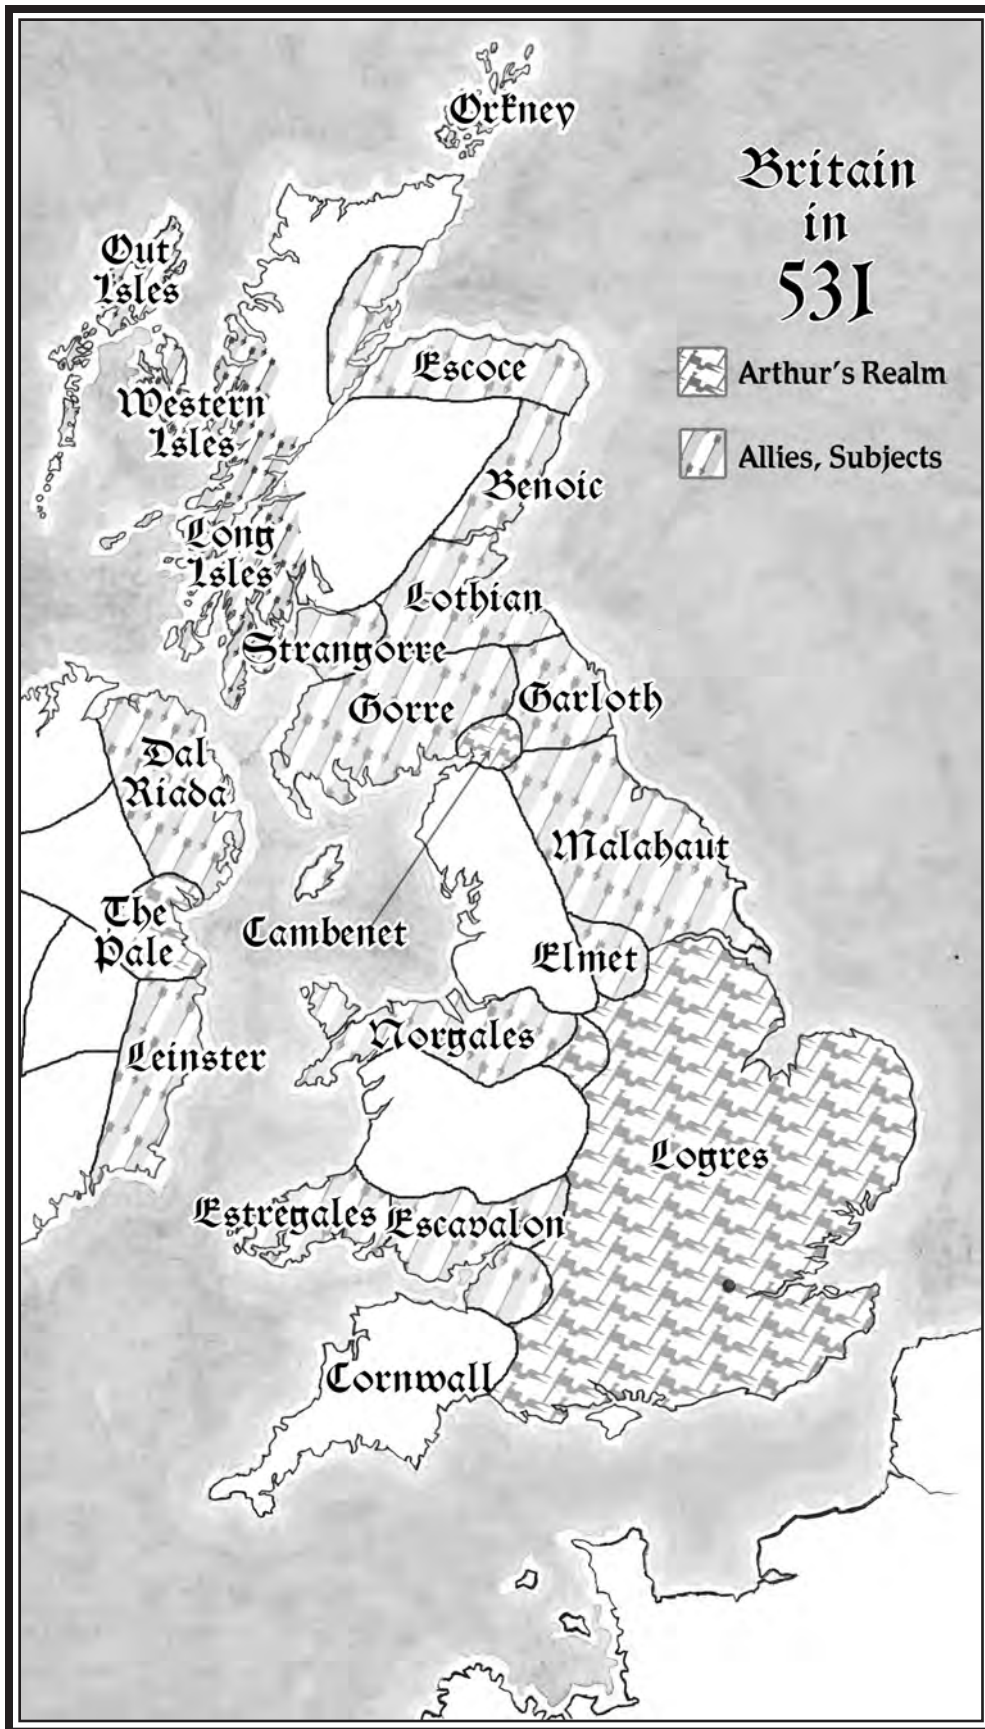 Orkney
Britain
in
531
Out
Isles
Escoce
Arthur's Realm
Western
Isles
Allies, Subjects
Benoic
Long
Isles
Lothian
Strangorre
Gorre
Garloth
Dal
Riada
Malahaut
The
Pale
Cambenet
Elmet
Norgales
Leinster
Logres
Estregales
Escavalon
Cornwall